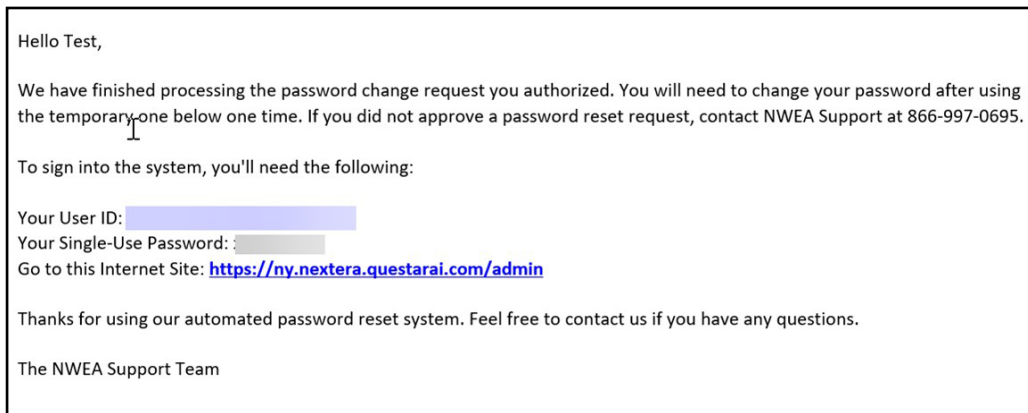 Hello Test,
We have finished processing the password change request you authorized. You will need to change your password after using
the temporary one below one time. If you did not approve a password reset request, contact NWEA Support at 866-997-0695.
To sign into the system, you'll need the following:
Your User ID:
Your Single-Use Password:
Go to this Internet Site: https://ny.nextera.questarai.com/admin
Thanks for using our automated password reset system. Feel free to contact us if you have any questions.
The NWEA Support Team